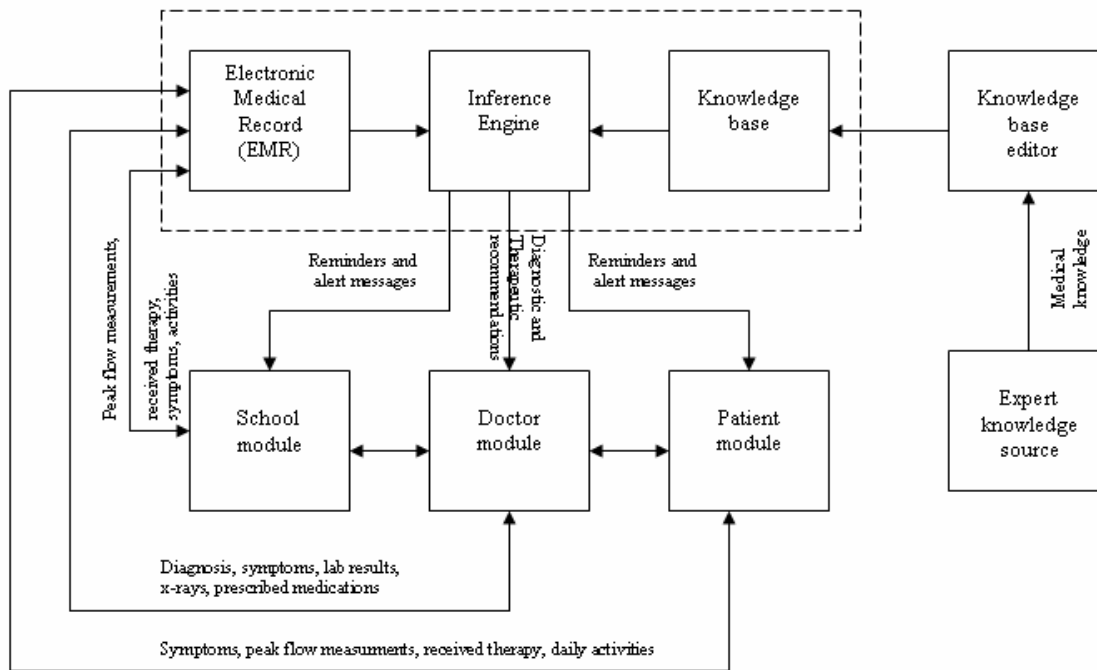 Electronic
Medical
Record
(EMR)
Inference
Engine
Knowledge
base
Knowledge
base
editor
Peak flow measurements,
received therapy,
symptoms, activities
Reminders and
alert messages
Diagnostic and
Therapeutic
recommendations
Reminders and
alert messages
Medical
knowledge
School
module
Doctor
module
Patient
module
Expert
knowledge
source
Diagnosis, symptoms, lab results,
x-rays, prescribed medications
Symptoms, peak flow measurments, received therapy, daily activities